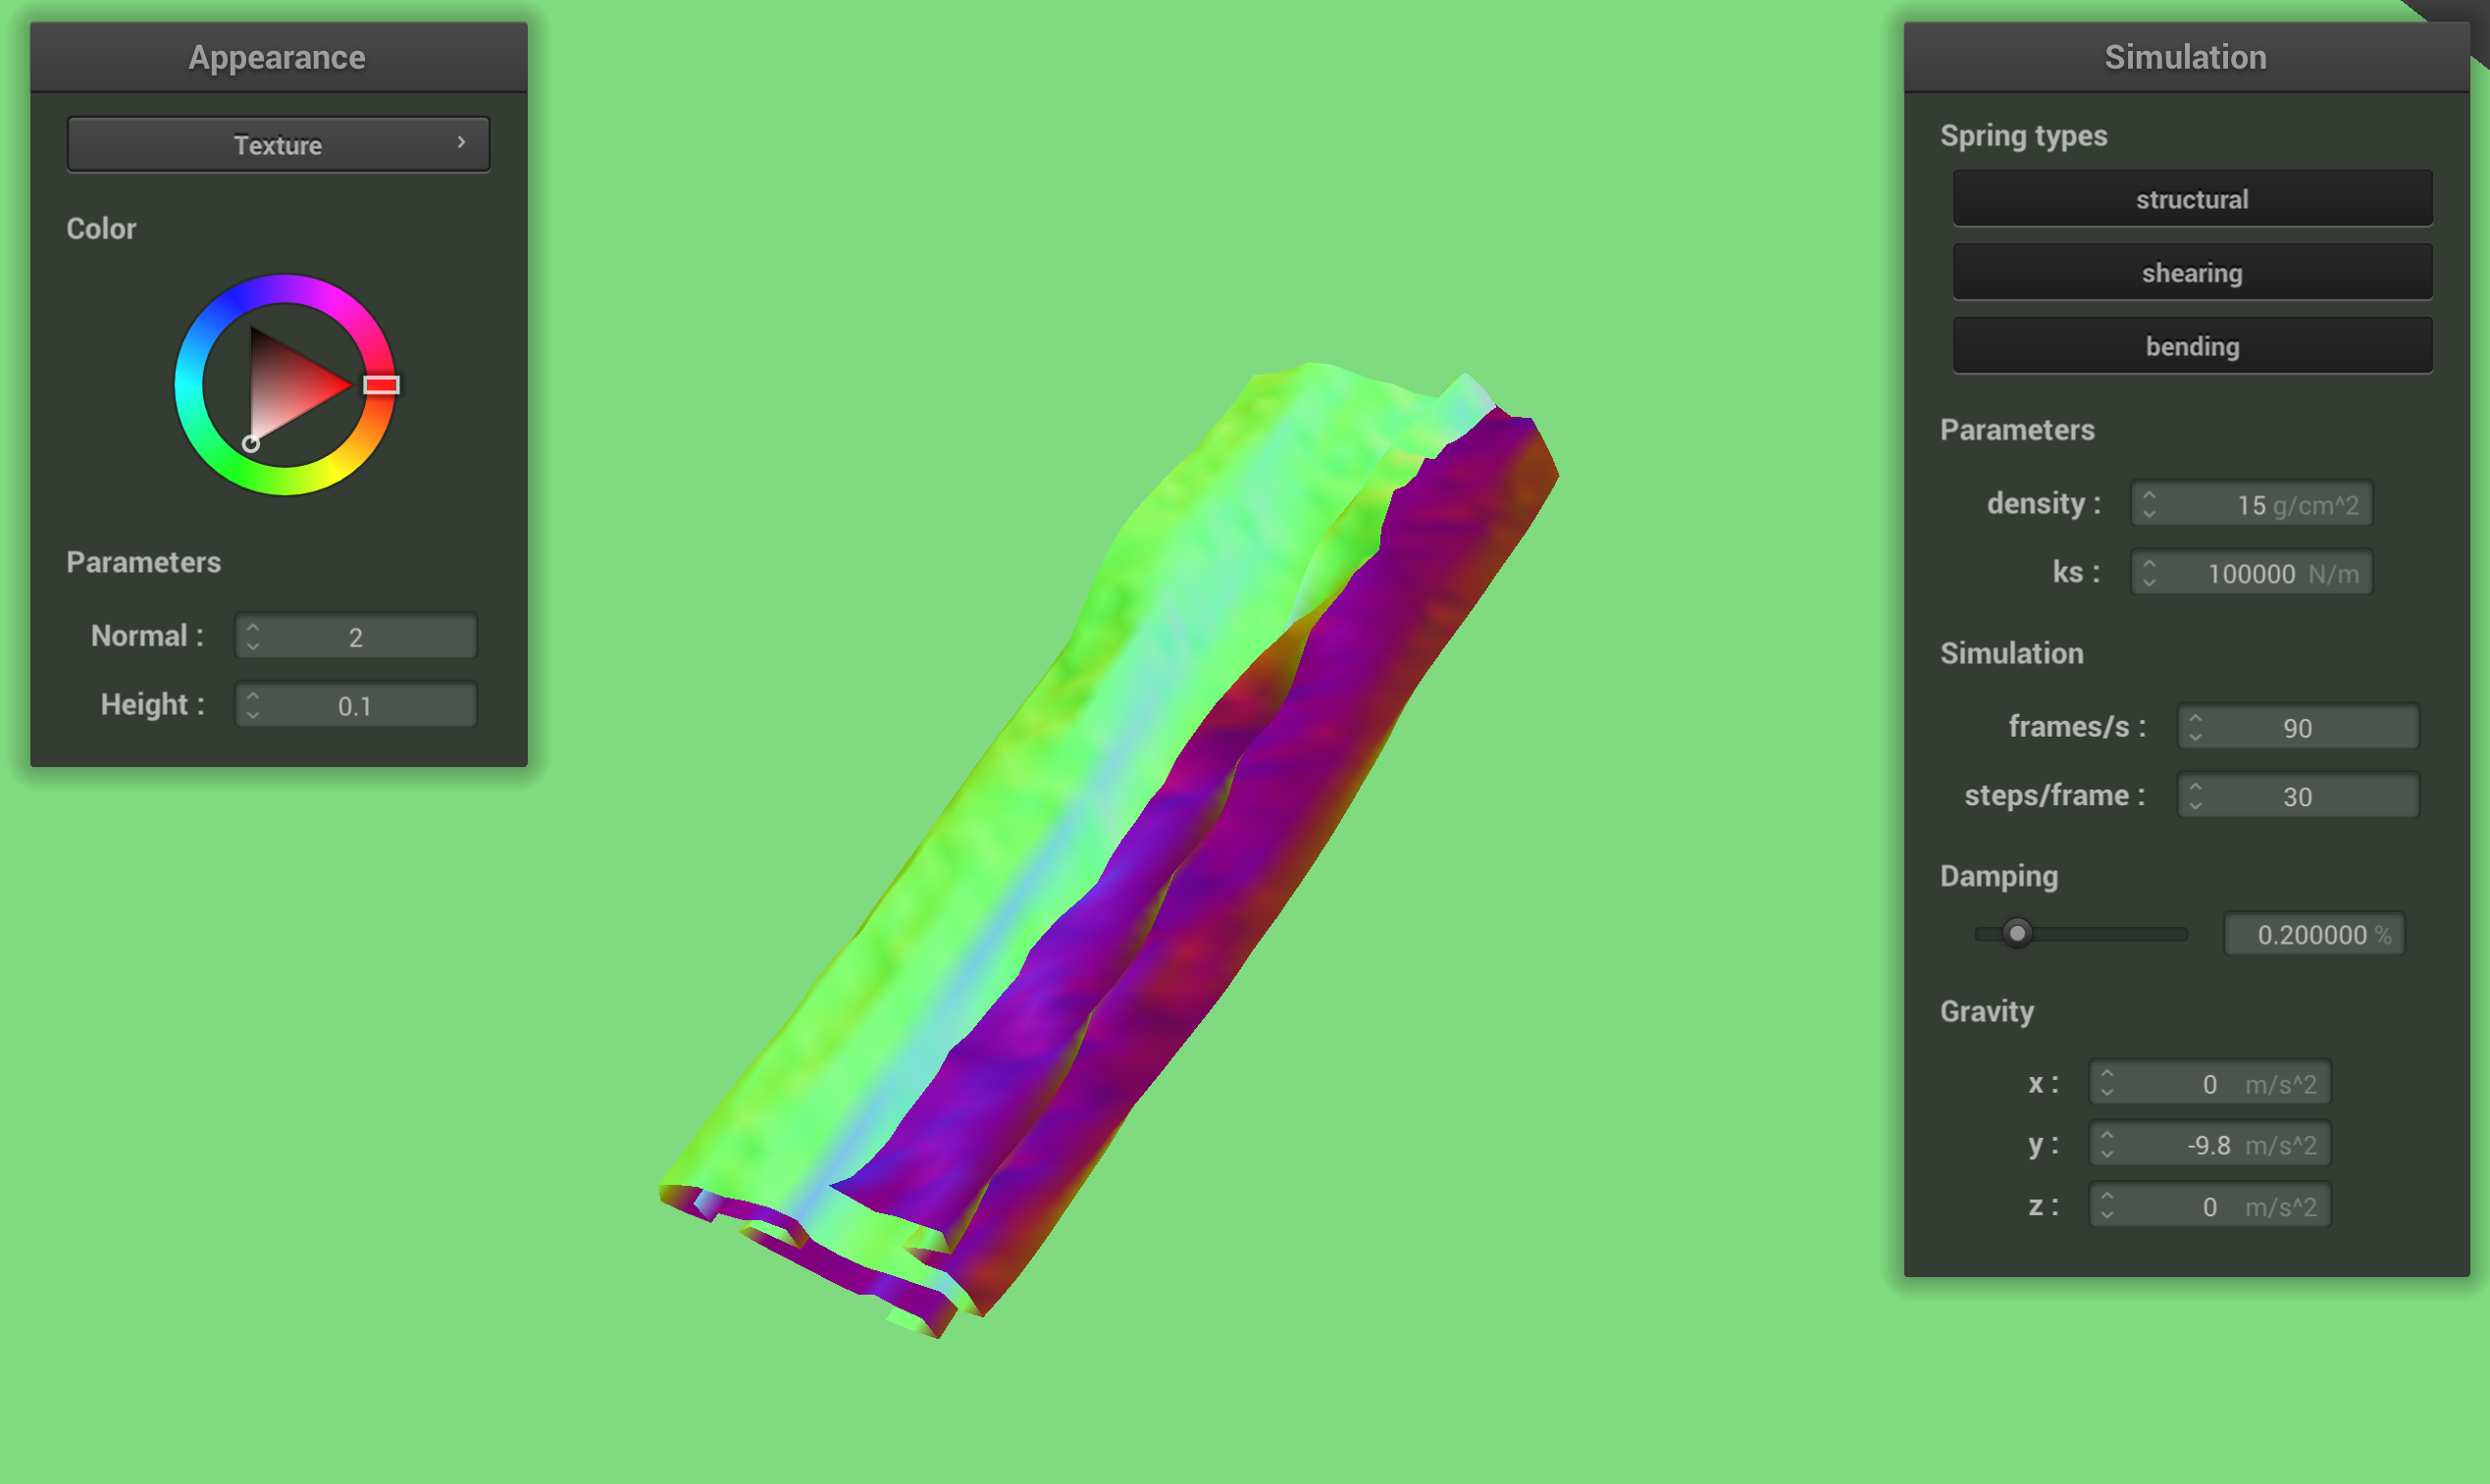 Appearance
Texture
Color
Parameters
Normal : 2
Height : 0.1
Simulation
Spring types
structural
shearing
bending
Parameters
density : 15 g/cm^2
ks : 100000 N/m
Simulation
frames/s : 90
steps/frame : 30
Damping
0.200000 %
Gravity
x : 0 m/s^2
y : -9.8 m/s^2
z : 0 m/s^2